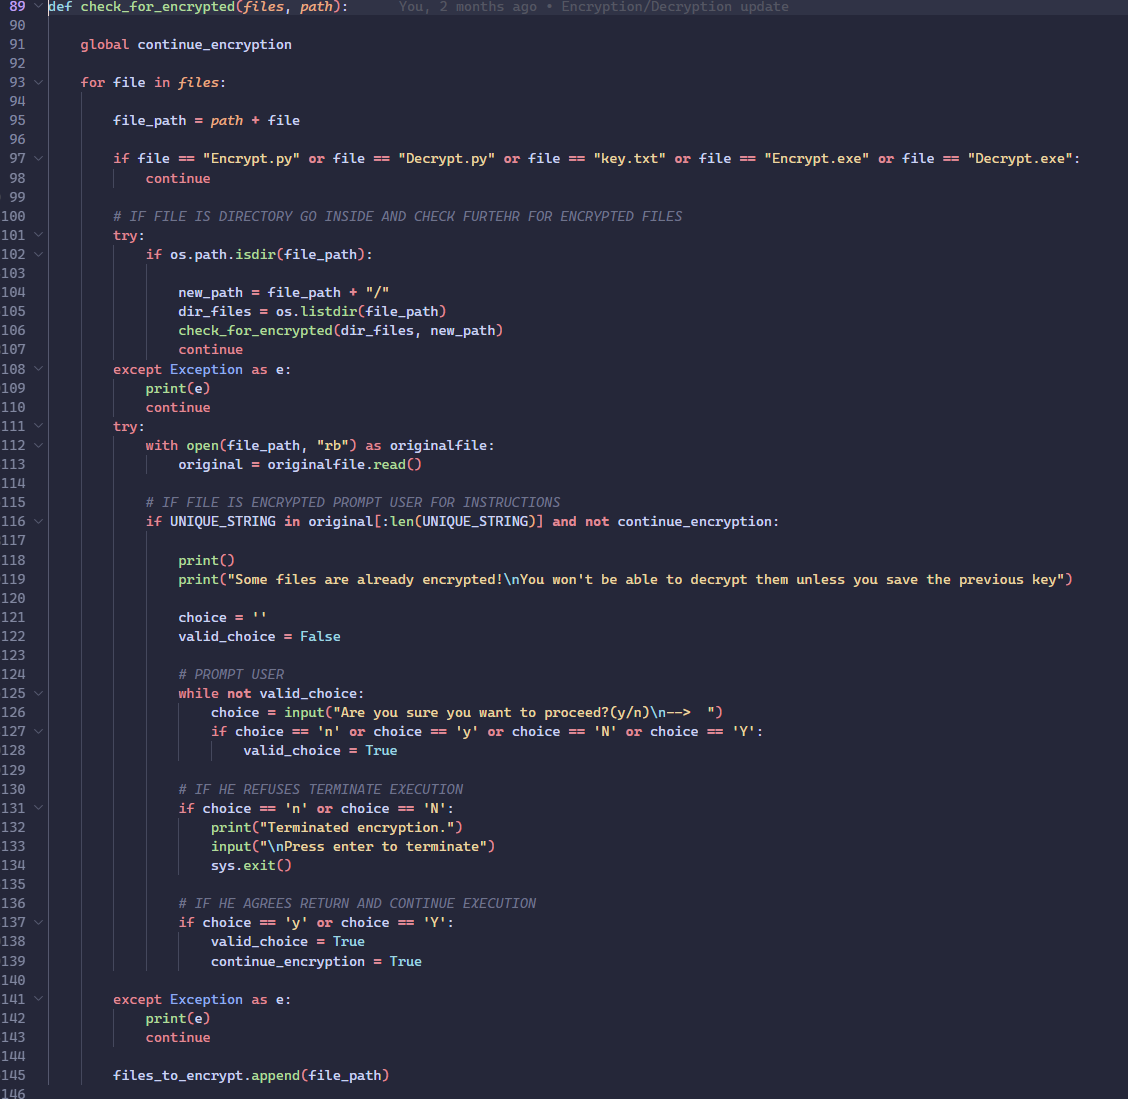 89 def check_for_encrypted(files, path): You, 2 months ago • Encryption/Decryption update
90
91 global continue_encryption
92
93 for file in files:
94
95 file_path = path + file
96
97 if file == "Encrypt.py" or file == "Decrypt.py" or file == "key.txt" or file == "Encrypt.exe" or file == "Decrypt.exe":
98 continue
99
100 # IF FILE IS DIRECTORY GO INSIDE AND CHECK FURTEHR FOR ENCRYPTED FILES
101 try:
102 if os.path.isdir(file_path):
103
104 new_path = file_path + "/"
105 dir_files = os.listdir(file_path)
106 check_for_encrypted(dir_files, new_path)
107 continue
108 except Exception as e:
109 print(e)
110 continue
111 try:
112 with open(file_path, "rb") as originalfile:
113 original = originalfile.read()
114
115 # IF FILE IS ENCRYPTED PROMPT USER FOR INSTRUCTIONS
116 if UNIQUE_STRING in original[:len(UNIQUE_STRING)] and not continue_encryption:
117
118 print()
119 print("Some files are already encrypted!\nYou won't be able to decrypt them unless you save the previous key")
120
121 choice = ''
122 valid_choice = False
123
124 # PROMPT USER
125 while not valid_choice:
126 choice = input("Are you sure you want to proceed?(y/n)\n-->  ")
127 if choice == 'n' or choice == 'y' or choice == 'N' or choice == 'Y':
128 valid_choice = True
129
130 # IF HE REFUSES TERMINATE EXECUTION
131 if choice == 'n' or choice == 'N':
132 print("Terminated encryption.")
133 input("\nPress enter to terminate")
134 sys.exit()
135
136 # IF HE AGREES RETURN AND CONTINUE EXECUTION
137 if choice == 'y' or choice == 'Y':
138 valid_choice = True
139 continue_encryption = True
140
141 except Exception as e:
142 print(e)
143 continue
144
145 files_to_encrypt.append(file_path)
146